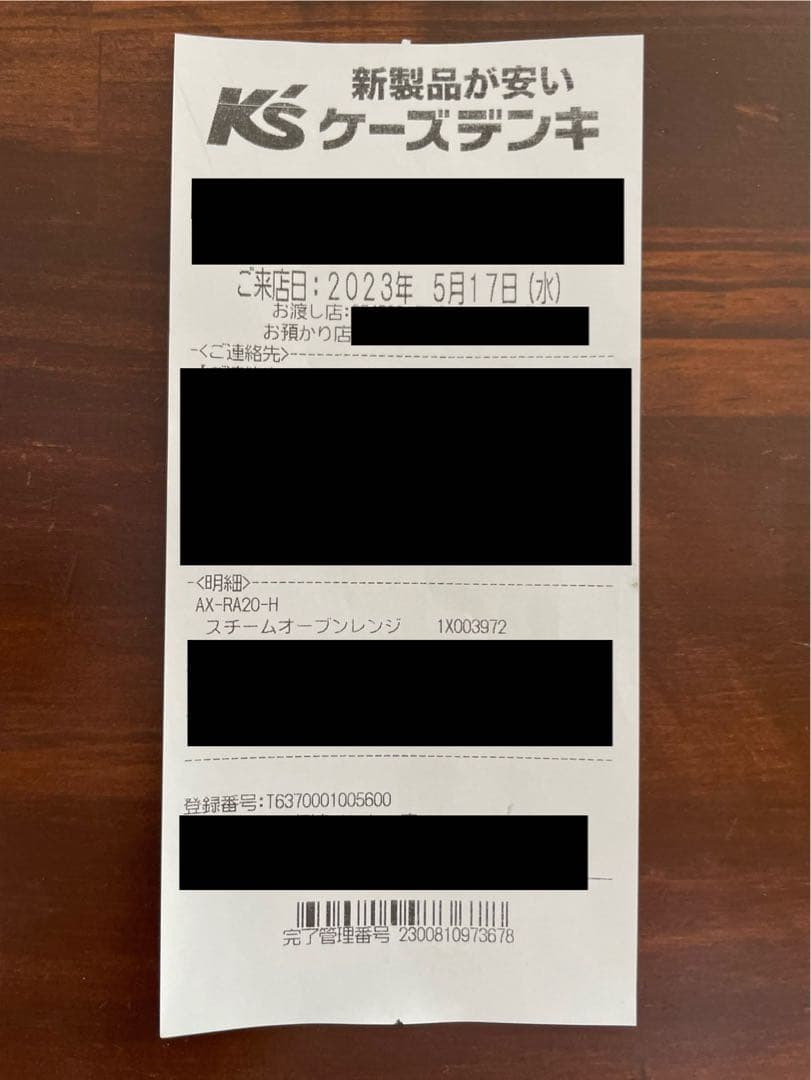 新製品が安い
K's ケーズデンキ
ご来店日:2023年 5月17日(水)
お渡し店:
お預かり店
-<ご連絡先>--------------------
-<明細>--------------------
AX-RA20-H
スチームオーブンレンジ 1X003972
登録番号:T6370001005600
完了管理番号 2300810973678